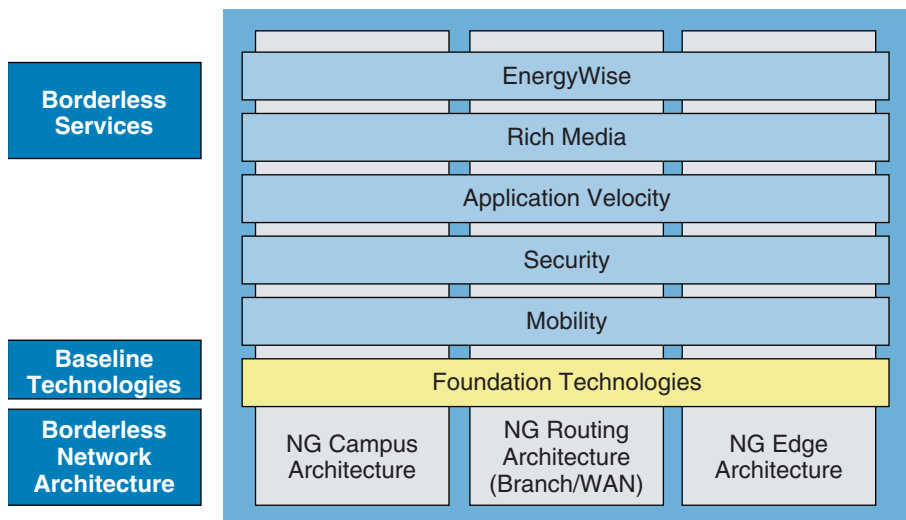 Borderless
Services
EnergyWise
Rich Media
Application Velocity
Security
Mobility
Baseline
Technologies
Foundation Technologies
Borderless
Network
Architecture
NG Campus
Architecture
NG Routing
Architecture
(Branch/WAN)
NG Edge
Architecture